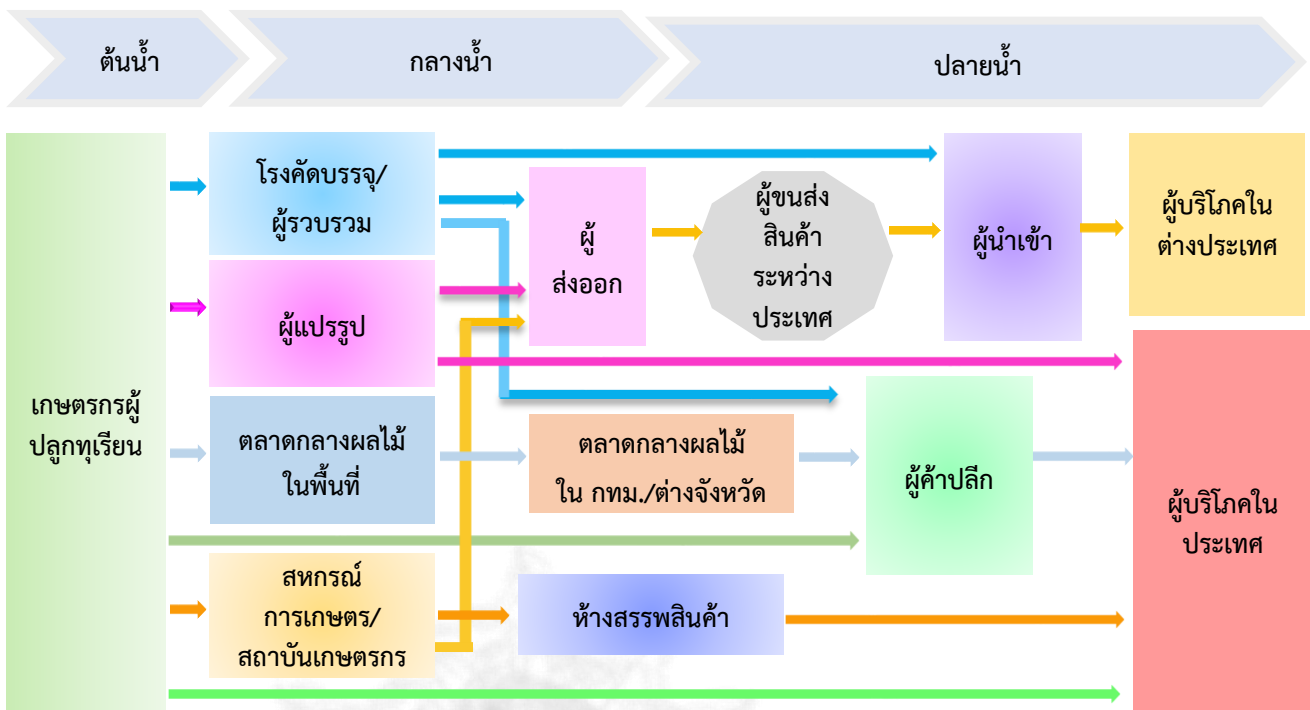 ต้นน้ำ
กลางน้ำ
ปลายน้ำ
เกษตรกรผู้
ปลูกทุเรียน
โรงคัดบรรจุ/
ผู้รวบรวม
ผู้แปรรูป
ตลาดกลางผลไม้
ในพื้นที่
สหกรณ์
การเกษตร/
สถาบันเกษตรกร
ผู้
ส่งออก
ตลาดกลางผลไม้
ใน กทม./ต่างจังหวัด
ห้างสรรพสินค้า
ผู้ขนส่ง
สินค้า
ระหว่าง
ประเทศ
ผู้นำเข้า
ผู้ค้าปลีก
ผู้บริโภคใน
ต่างประเทศ
ผู้บริโภคใน
ประเทศ